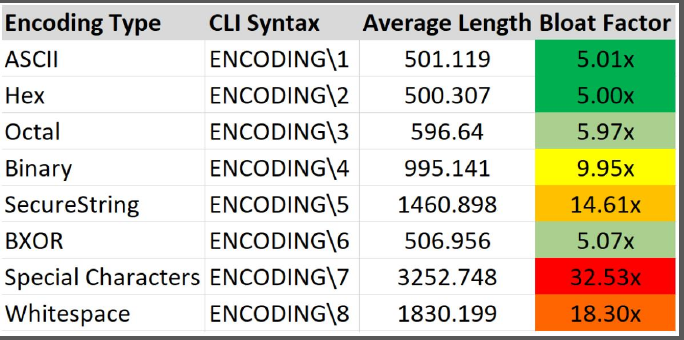 Encoding Type CLI Syntax Average Length Bloat Factor
ASCII ENCODING\1 501.119 5.01x
Hex ENCODING\2 500.307 5.00x
Octal ENCODING\3 596.64 5.97x
Binary ENCODING\4 995.141 9.95x
SecureString ENCODING\5 1460.898 14.61x
BXOR ENCODING\6 506.956 5.07x
Special Characters ENCODING\7 3252.748 32.53x
Whitespace ENCODING\8 1830.199 18.30x